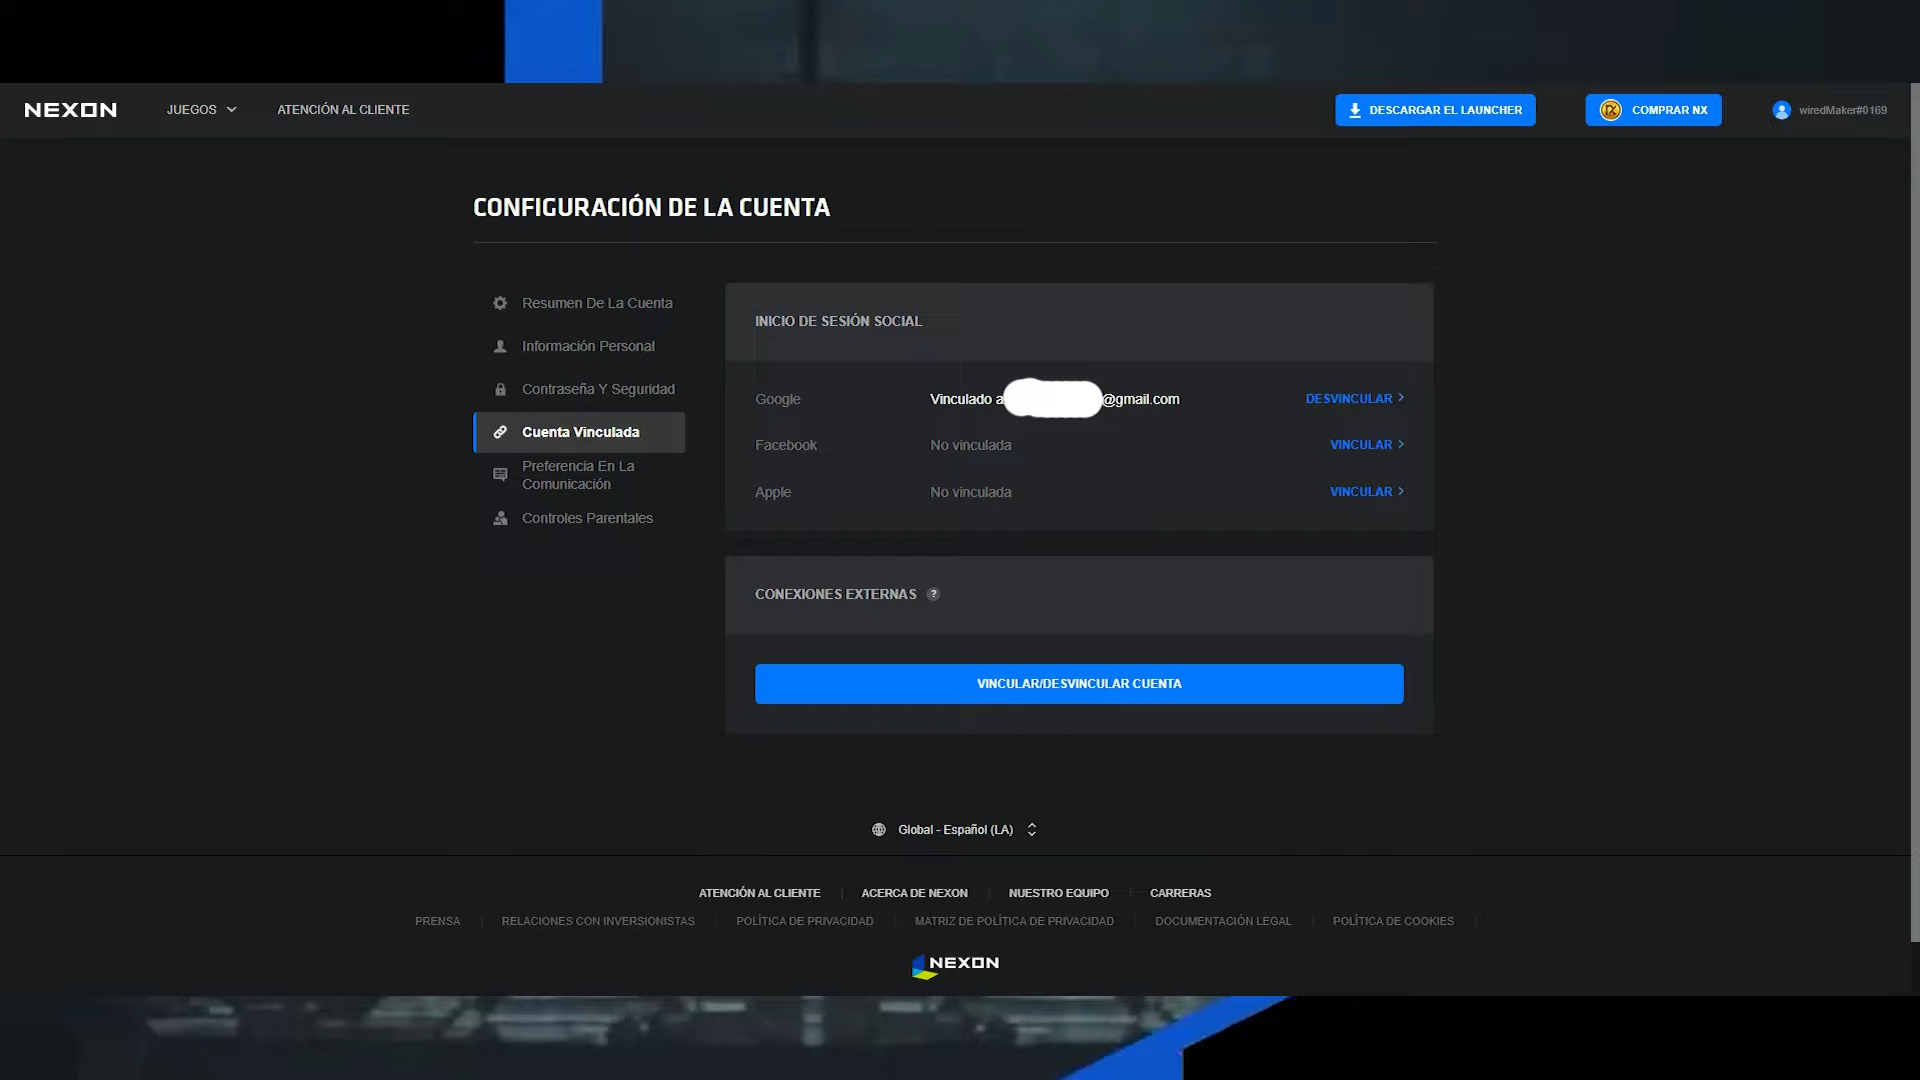 NEXON
JUEGOS
ATENCIÓN AL CLIENTE
DESCARGAR EL LAUNCHER
COMPRAR NX
wiredMaker#0169
CONFIGURACIÓN DE LA CUENTA
Resumen De La Cuenta
Información Personal
Contraseña Y Seguridad
Cuenta Vinculada
Preferencia En La
Comunicación
Controles Parentales
INICIO DE SESIÓN SOCIAL
Google
Vinculado a @gmail.com
DESVINCULAR
Facebook
No vinculada
VINCULAR
Apple
No vinculada
VINCULAR
CONEXIONES EXTERNAS ?
VINCULAR/DESVINCULAR CUENTA
Global - Español (LA)
ATENCIÓN AL CLIENTE
ACERCA DE NEXON
NUESTRO EQUIPO
CARRERAS
PRENSA
RELACIONES CON INVERSIONISTAS
POLÍTICA DE PRIVACIDAD
MATRIZ DE POLÍTICA DE PRIVACIDAD
DOCUMENTACIÓN LEGAL
POLÍTICA DE COOKIES
NEXON